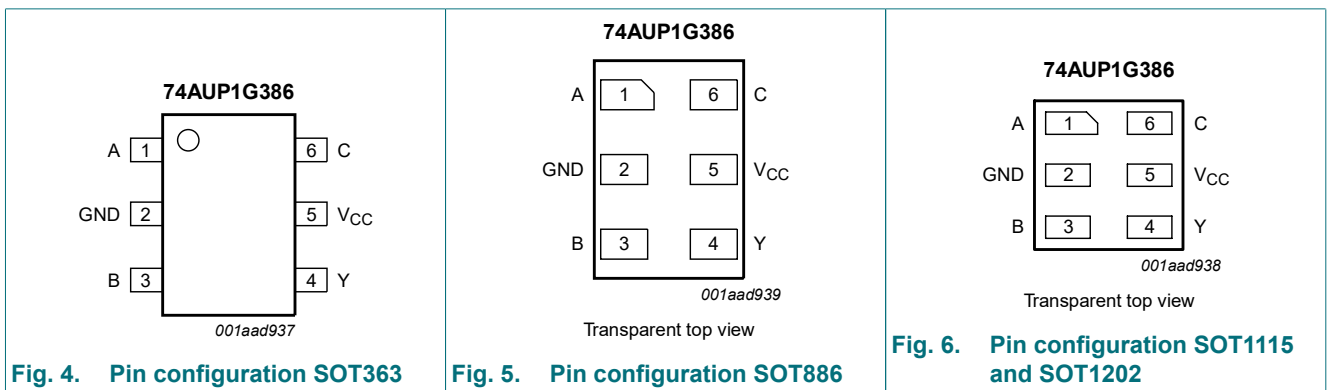 74AUP1G386
A 1 6 C
GND 2 5 VCC
B 3 4 Y
001aad937
Fig. 4. Pin configuration SOT363
74AUP1G386
A 1 6 C
GND 2 5 VCC
B 3 4 Y
001aad939
Transparent top view
Fig. 5. Pin configuration SOT886
74AUP1G386
A 1 6 C
GND 2 5 VCC
B 3 4 Y
001aad938
Transparent top view
Fig. 6. Pin configuration SOT1115
and SOT1202